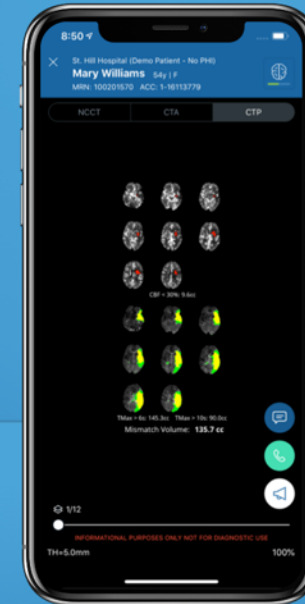 8:50
St. Hill Hospital (Demo Patient - No PHI)
Mary Williams 54y | F
MRN: 100201570 ACC: 1-16113779
NCCT CTA CTP
CBF < 30%: 9.6cc
TMax > 6s: 145.3cc TMax > 10s: 90.0cc
Mismatch Volume: 135.7 cc
1/12
INFORMATIONAL PURPOSES ONLY NOT FOR DIAGNOSTIC USE
TH=5.0mm 100%